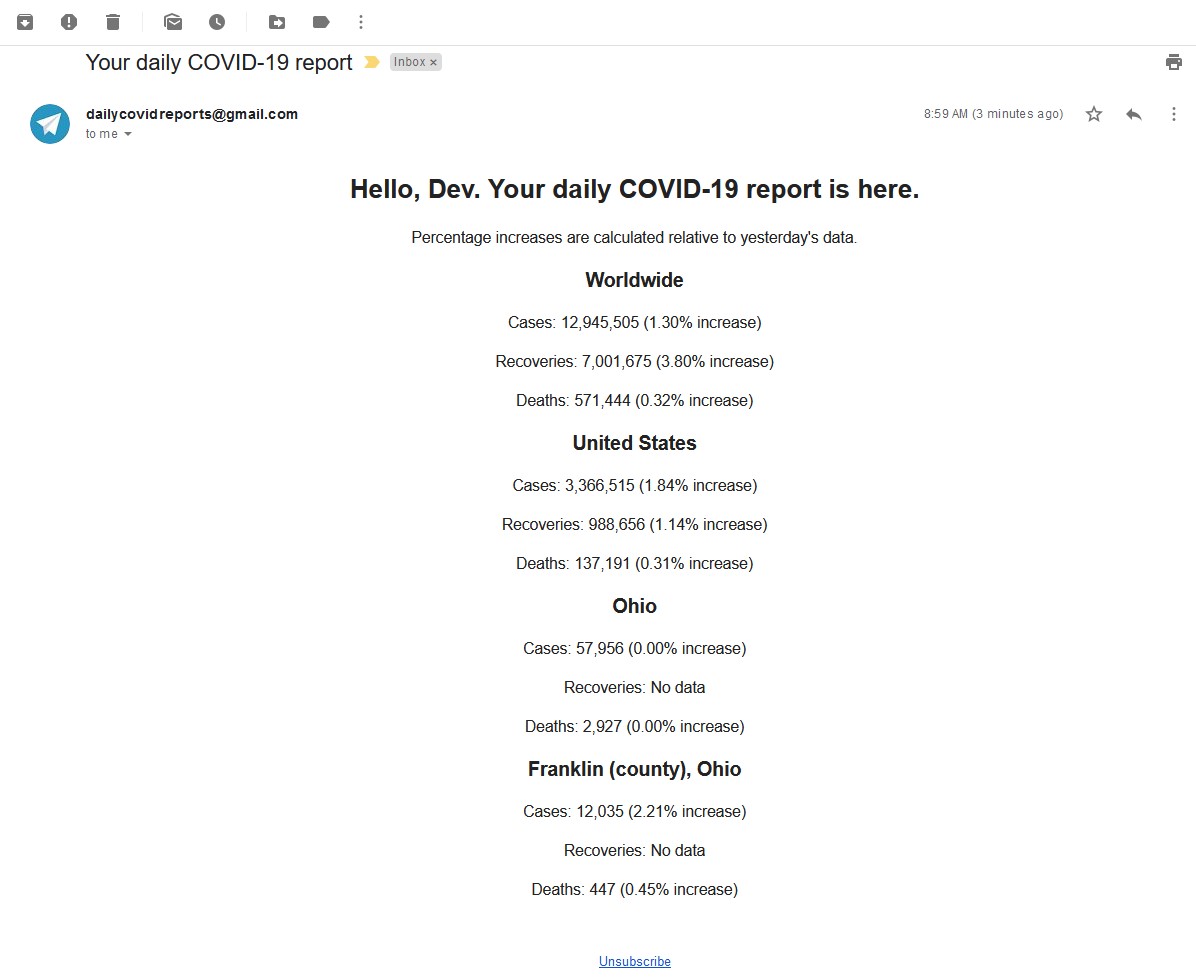 Your daily COVID-19 report
Inbox ×
dailycovidreports@gmail.com
8:59 AM (3 minutes ago)
to me
Hello, Dev. Your daily COVID-19 report is here.
Percentage increases are calculated relative to yesterday's data.
Worldwide
Cases: 12,945,505 (1.30% increase)
Recoveries: 7,001,675 (3.80% increase)
Deaths: 571,444 (0.32% increase)
United States
Cases: 3,366,515 (1.84% increase)
Recoveries: 988,656 (1.14% increase)
Deaths: 137,191 (0.31% increase)
Ohio
Cases: 57,956 (0.00% increase)
Recoveries: No data
Deaths: 2,927 (0.00% increase)
Franklin (county), Ohio
Cases: 12,035 (2.21% increase)
Recoveries: No data
Deaths: 447 (0.45% increase)
Unsubscribe